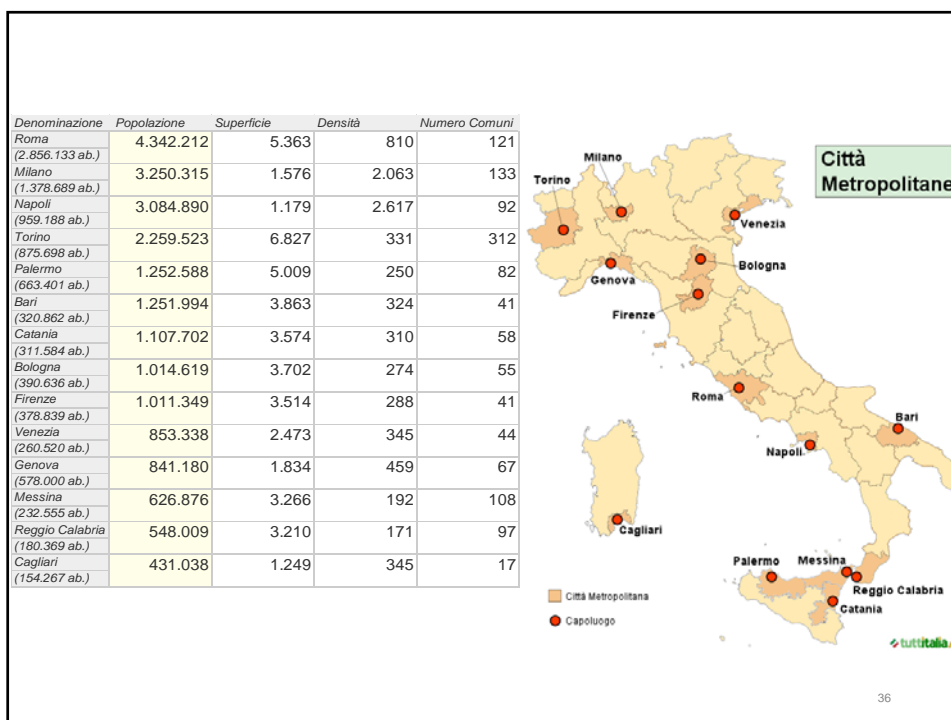 Denominazione Popolazione Superficie Densità Numero Comuni
Roma 4.342.212 5.363 810 121
(2.856.133 ab.)
Milano 3.250.315 1.576 2.063 133
(1.378.689 ab.)
Napoli 3.084.890 1.179 2.617 92
(959.188 ab.)
Torino 2.259.523 6.827 331 312
(875.698 ab.)
Palermo 1.252.588 5.009 250 82
(663.401 ab.)
Bari 1.251.994 3.863 324 41
(320.862 ab.)
Catania 1.107.702 3.574 310 58
(311.584 ab.)
Bologna 1.014.619 3.702 274 55
(390.636 ab.)
Firenze 1.011.349 3.514 288 41
(378.839 ab.)
Venezia 853.338 2.473 345 44
(260.520 ab.)
Genova 841.180 1.834 459 67
(578.000 ab.)
Messina 626.876 3.266 192 108
(232.555 ab.)
Reggio Calabria 548.009 3.210 171 97
(180.369 ab.)
Cagliari 431.038 1.249 345 17
(154.267 ab.)
Città
Metropolitane
Milano
Torino
Venezia
Bologna
Genova
Firenze
Roma
Bari
Napoli
Cagliari
Palermo
Messina
Reggio Calabria
Catania
Città Metropolitana
Capoluogo
tuttitalia
36